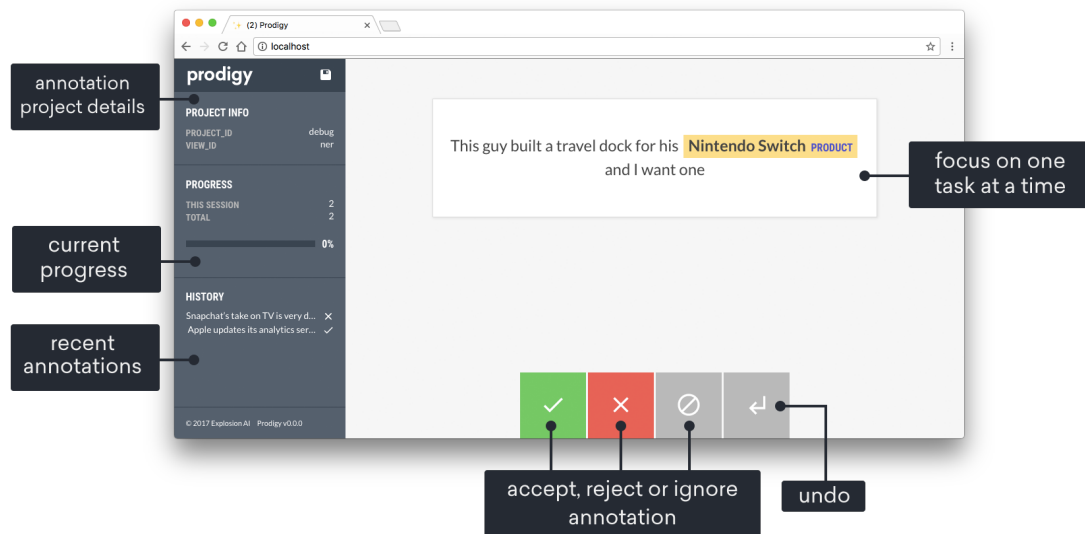 (2) Prodigy
localhost
prodigy
annotation
project details
PROJECT INFO
PROJECT_ID debug
VIEW_ID ner
This guy built a travel dock for his Nintendo Switch PRODUCT
and I want one
focus on one
task at a time
PROGRESS
THIS SESSION 2
TOTAL 2
0%
current
progress
HISTORY
Snapchat's take on TV is very d...
Apple updates its analytics ser...
recent
annotations
© 2017 Explosion AI Prodigy v0.0.0
accept, reject or ignore
annotation
undo